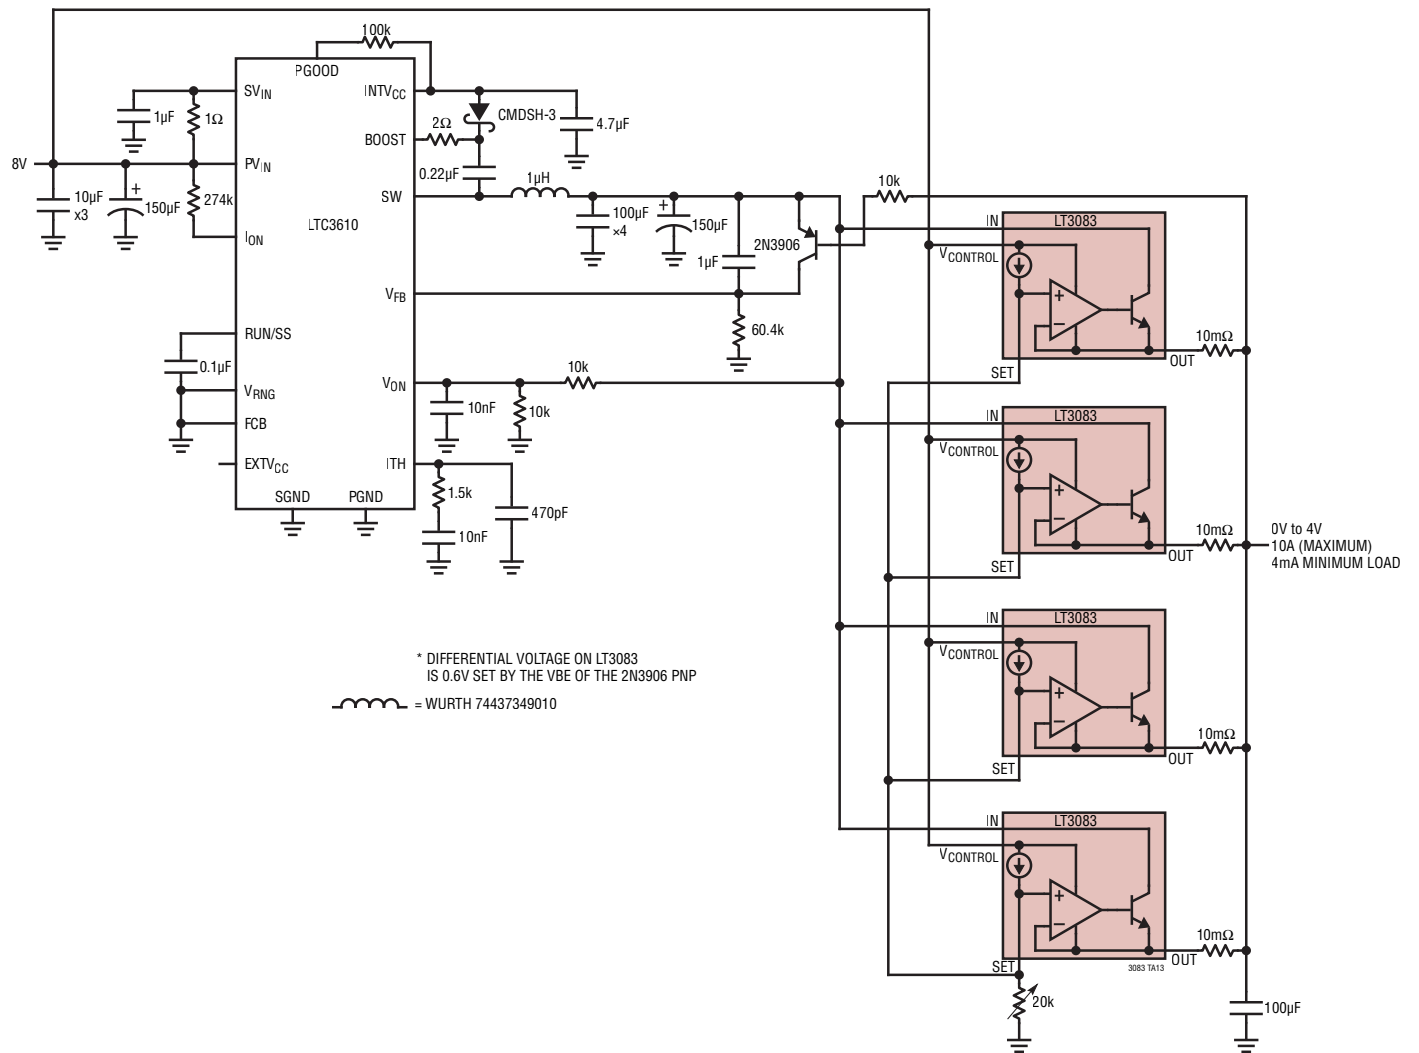 100k
PGOOD
SVIN
INTVCC
1µF
1Ω
CMDSH-3
2Ω
4.7µF
BOOST
8V
PVIN
0.22µF
1µH
10k
10µF
x3
150µF
274k
SW
100µF
×4
150µF
IN
LT3083
LTC3610
2N3906
VCONTROL
ION
1µF
VFB
RUN/SS
60.4k
10mΩ
OUT
0.1µF
10k
SET
VON
VRNG
10nF
10k
IN
LT3083
FCB
VCONTROL
EXTVCC
ITH
1.5k
SGND
PGND
470pF
10nF
10mΩ
OUT
0V to 4V
10A (MAXIMUM)
4mA MINIMUM LOAD
SET
IN
LT3083
* DIFFERENTIAL VOLTAGE ON LT3083
IS 0.6V SET BY THE VBE OF THE 2N3906 PNP
VCONTROL
= WURTH 74437349010
10mΩ
OUT
SET
IN
LT3083
VCONTROL
10mΩ
OUT
SET
3083 TA13
20k
100µF